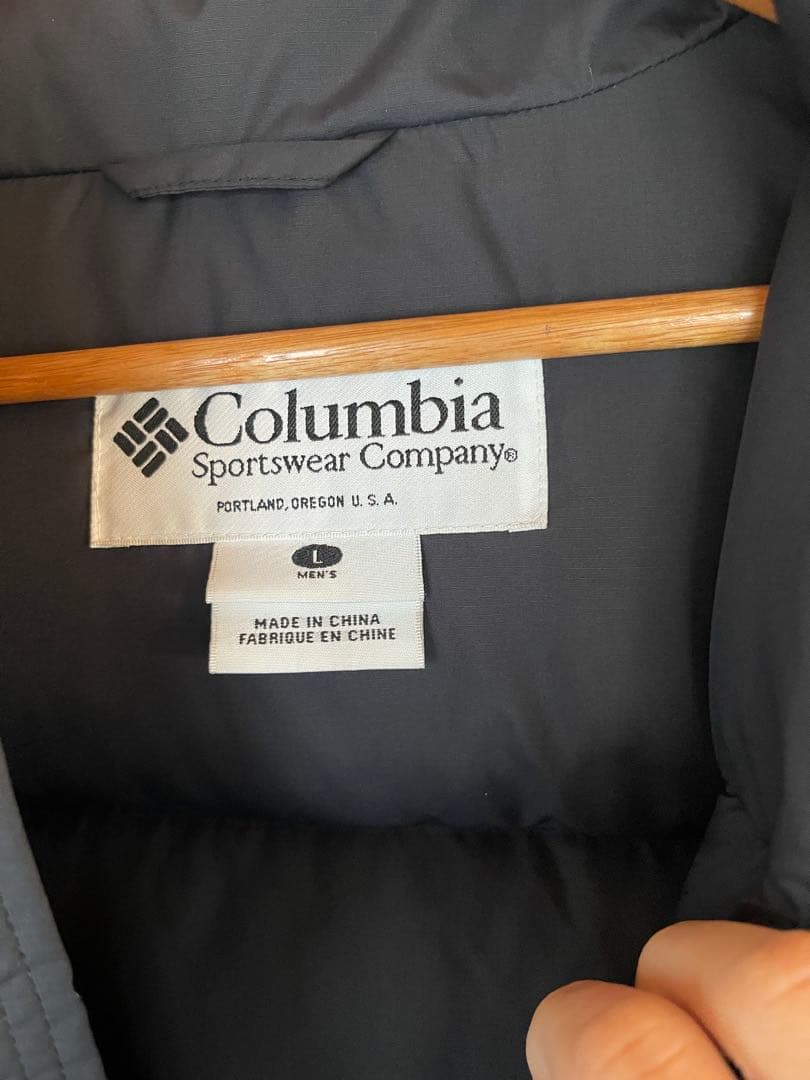 Columbia
Sportswear Company®
PORTLAND, OREGON U. S. A.
L
MEN'S
MADE IN CHINA
FABRIQUE EN CHINE